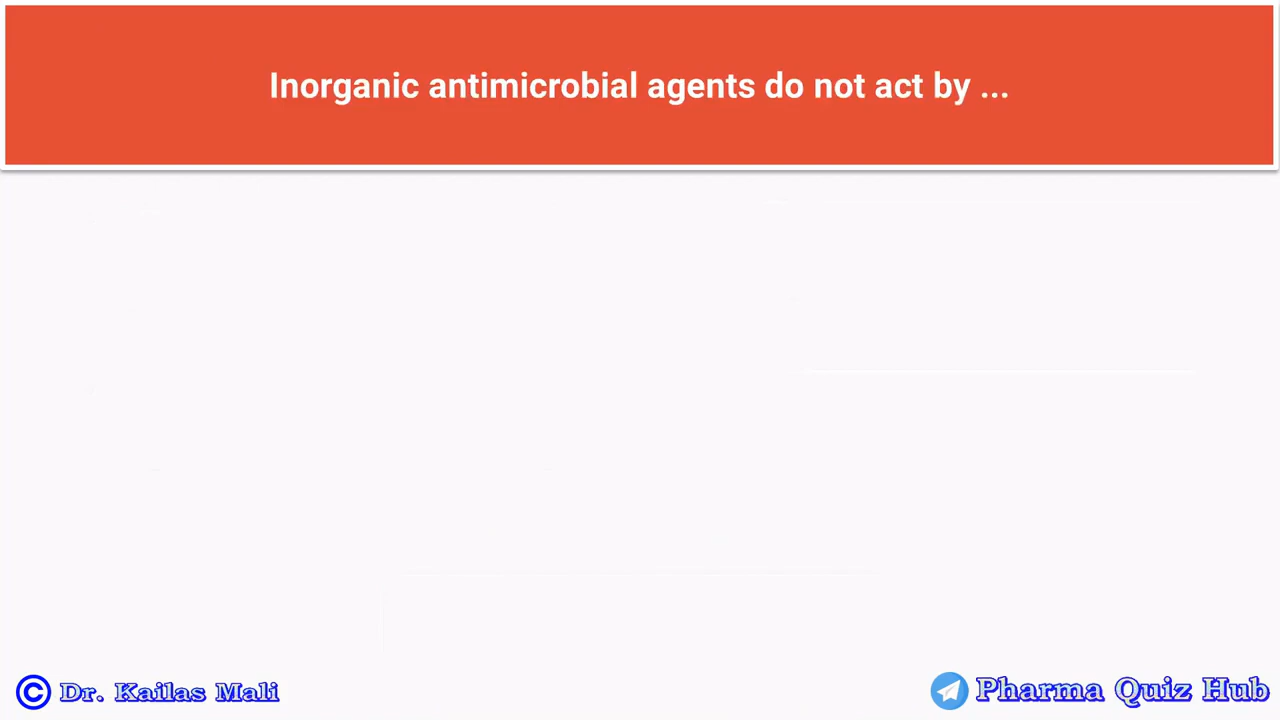 Inorganic antimicrobial agents do not act by ...
© Dr. Kailas Mali
Pharma Quiz Hub